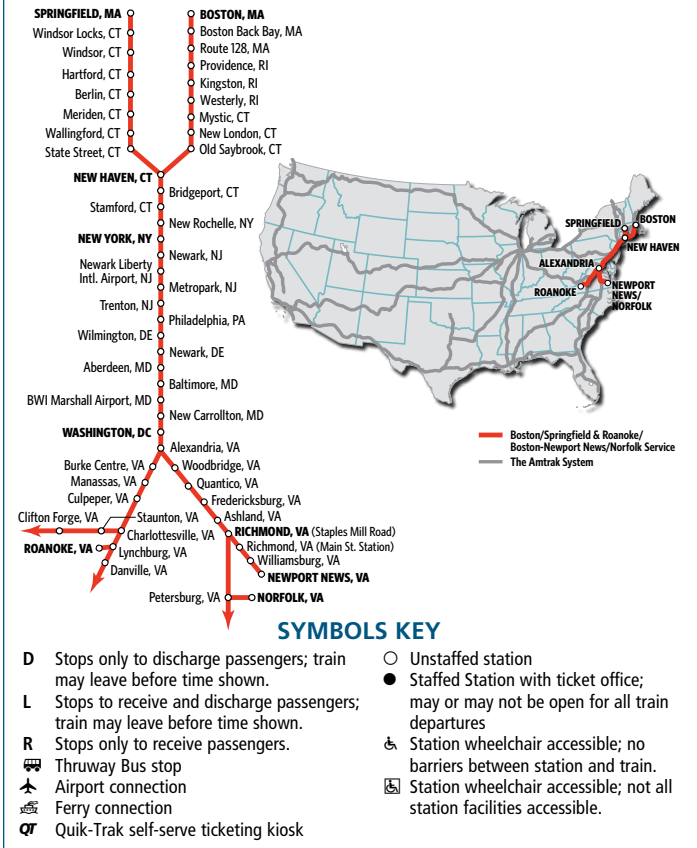 SPRINGFIELD, MA
Windsor Locks, CT
Windsor, CT
Hartford, CT
Berlin, CT
Meriden, CT
Wallingford, CT
State Street, CT
BOSTON, MA
Boston Back Bay, MA
Route 128, MA
Providence, RI
Kingston, RI
Westerly, RI
Mystic, CT
New London, CT
Old Saybrook, CT
NEW HAVEN, CT
Bridgeport, CT
Stamford, CT
New Rochelle, NY
NEW YORK, NY
Newark, NJ
Newark Liberty
Intl. Airport, NJ
Metropark, NJ
Trenton, NJ
Philadelphia, PA
Wilmington, DE
Newark, DE
Aberdeen, MD
Baltimore, MD
BWI Marshall Airport, MD
New Carrollton, MD
WASHINGTON, DC
Alexandria, VA
Burke Centre, VA
Manassas, VA
Culpeper, VA
Clifton Forge, VA
Staunton, VA
Charlottesville, VA
ROANOKE, VA
Lynchburg, VA
Danville, VA
Woodbridge, VA
Quantico, VA
Fredericksburg, VA
Ashland, VA
RICHMOND, VA (Staples Mill Road)
Richmond, VA (Main St. Station)
Williamsburg, VA
NEWPORT NEWS, VA
Petersburg, VA
NORFOLK, VA
SPRINGFIELD
BOSTON
NEW HAVEN
ALEXANDRIA
ROANOKE
NEWPORT
NEWS/
NORFOLK
Boston/Springfield & Roanoke/
Boston-Newport News/Norfolk Service
The Amtrak System
SYMBOLS KEY
D Stops only to discharge passengers; train
may leave before time shown.
L Stops to receive and discharge passengers;
train may leave before time shown.
R Stops only to receive passengers.
Thruway Bus stop
Airport connection
Ferry connection
QT Quik-Trak self-serve ticketing kiosk
Unstaffed station
Staffed Station with ticket office;
may or may not be open for all train
departures
Station wheelchair accessible; no
barriers between station and train.
Station wheelchair accessible; not all
station facilities accessible.